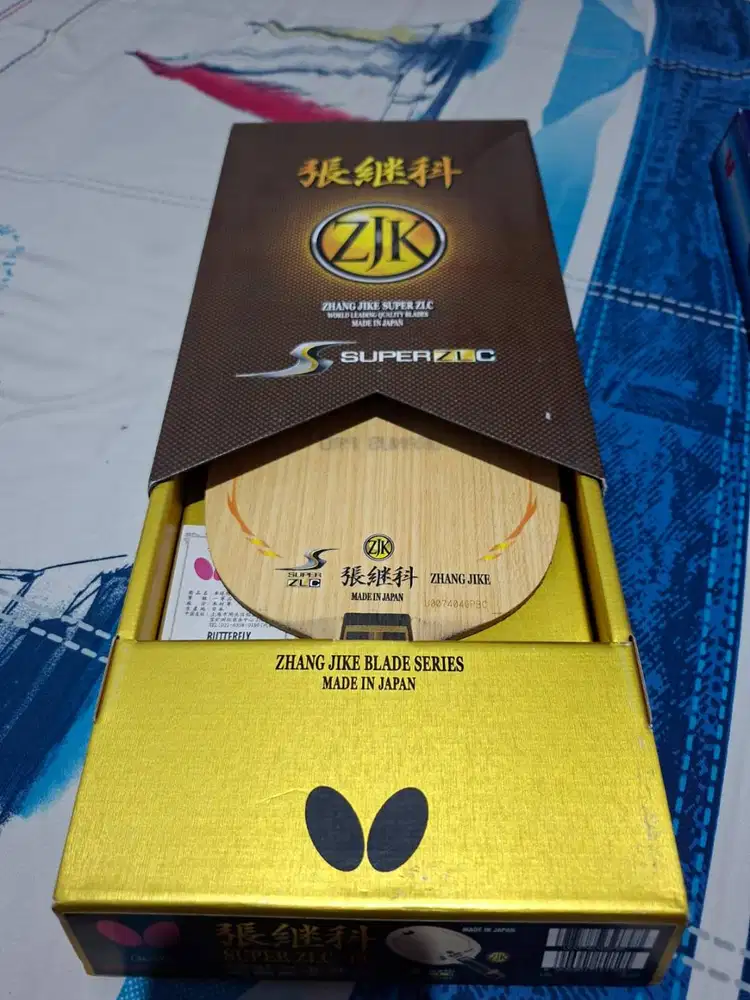 張継科
ZJK
ZHANG JIKE SUPER ZLC
WORLD LEADING QUALITY BLADES
MADE IN JAPAN
SUPER ZLC
ZJK
SUPER
ZLC
張継科
ZHANG JIKE
MADE IN JAPAN
BUTTERFLY
ZHANG JIKE BLADE SERIES
MADE IN JAPAN
張継科
SUPER ZLC
MADE IN JAPAN
ZJK